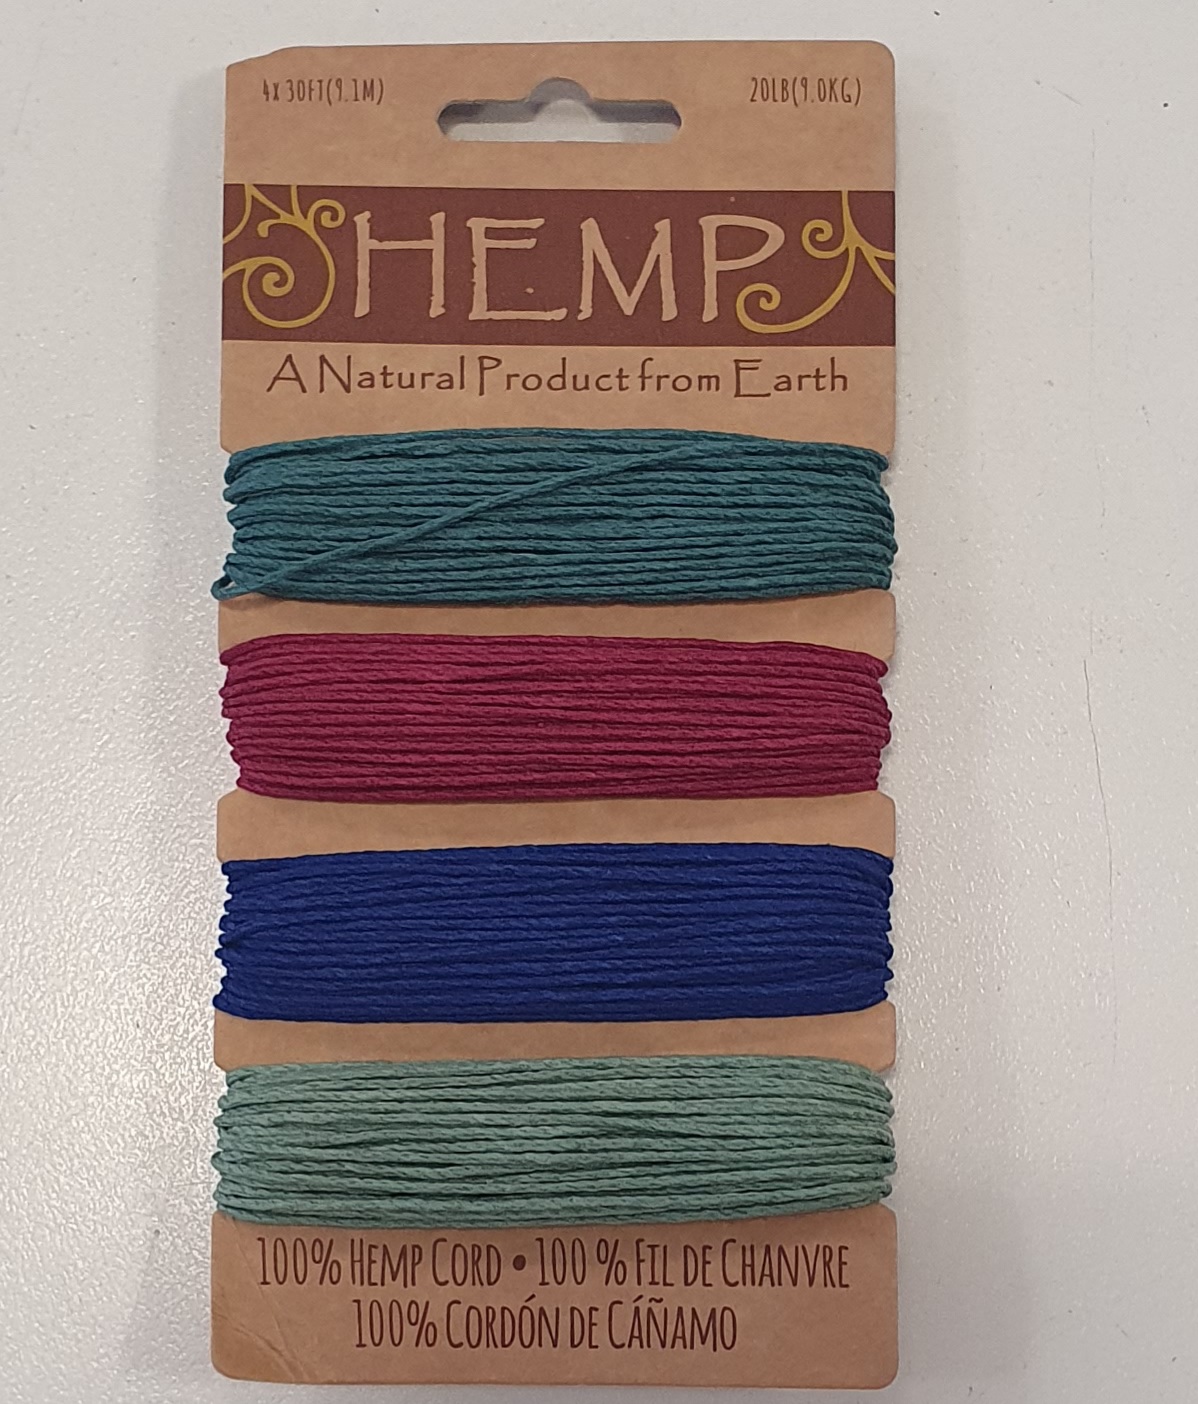 4x 30FT(9.1M)
20LB(9.0KG)
HEMP
A Natural Product from Earth
100% HEMP CORD • 100 % FIL DE CHANVRE
100% CORDÓN DE CÁÑAMO